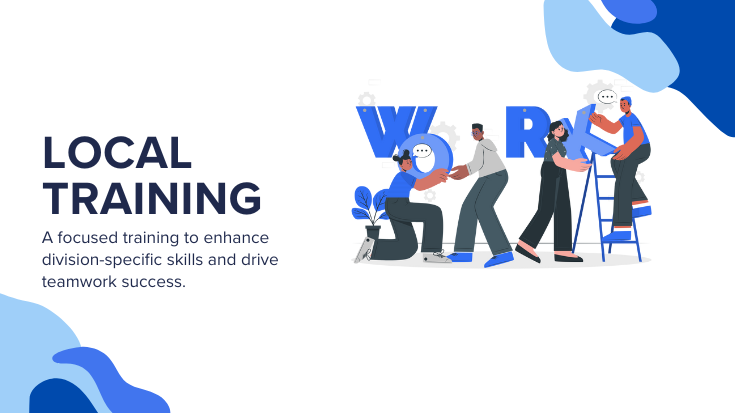 LOCAL
TRAINING
A focused training to enhance
division-specific skills and drive
teamwork success.
WORK